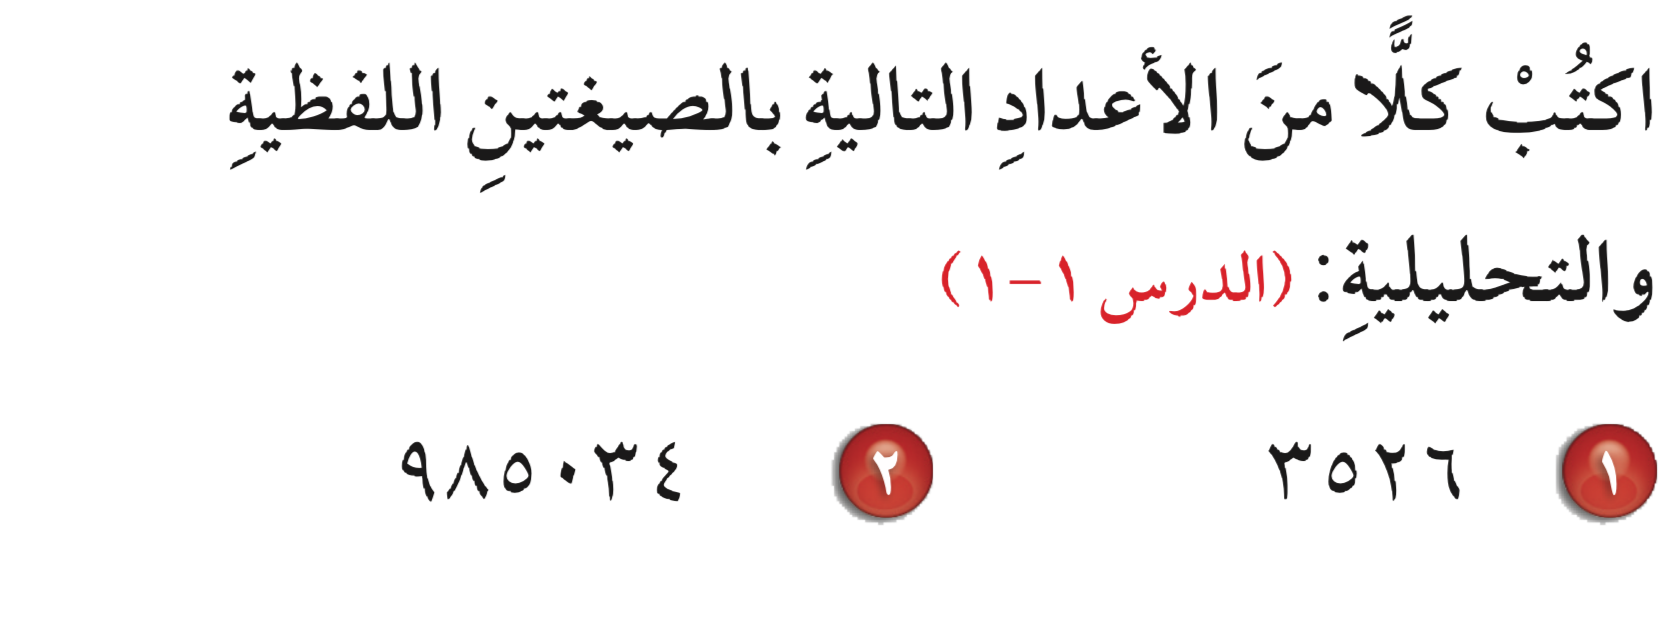 اكتُبْ كلًّا منَ الأعدادِ التاليةِ بالصيغتينِ اللفظيةِ
والتحليليةِ: (الدرس ١-١)
١ ٣٥٢٦ ٢ ٩٨٥٠٣٤